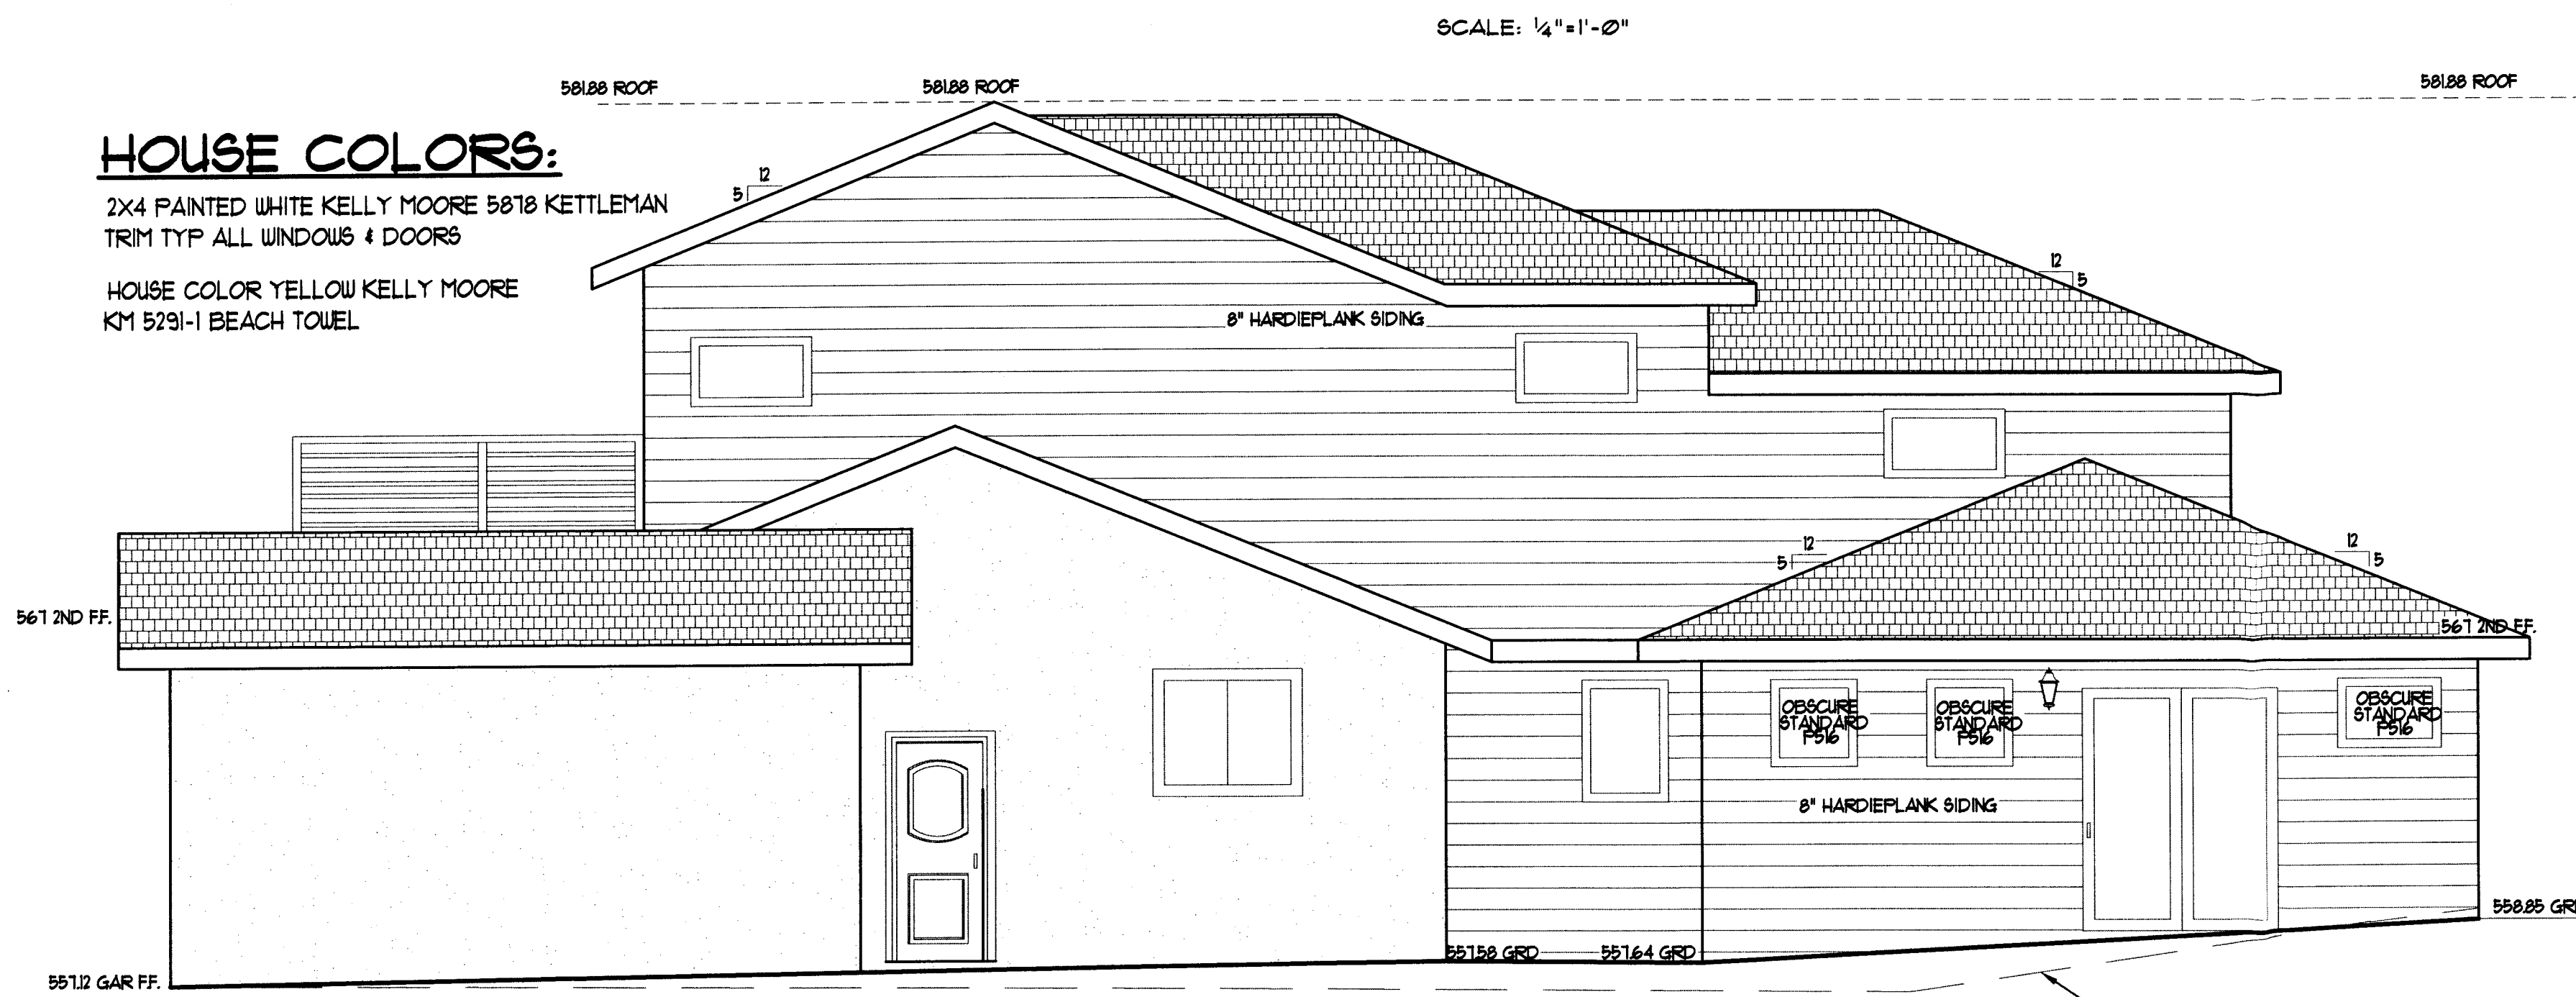 SCALE: 1/4"=1'-0"
581.88 ROOF
581.88 ROOF
581.88 ROOF
HOUSE COLORS:
2X4 PAINTED WHITE KELLY MOORE 5878 KETTLEMAN
TRIM TYP ALL WINDOWS & DOORS
HOUSE COLOR YELLOW KELLY MOORE
KM 5291-1 BEACH TOWEL
12
5
12
5
8" HARDIEPLANK SIDING
12
5
12
5
567 2ND F.F.
567 2ND F.F.
OBSCURE
STANDARD
P516
OBSCURE
STANDARD
P516
OBSCURE
STANDARD
P516
8" HARDIEPLANK SIDING
558.85 GR
557.58 GRD
557.64 GRD
557.12 GAR F.F.